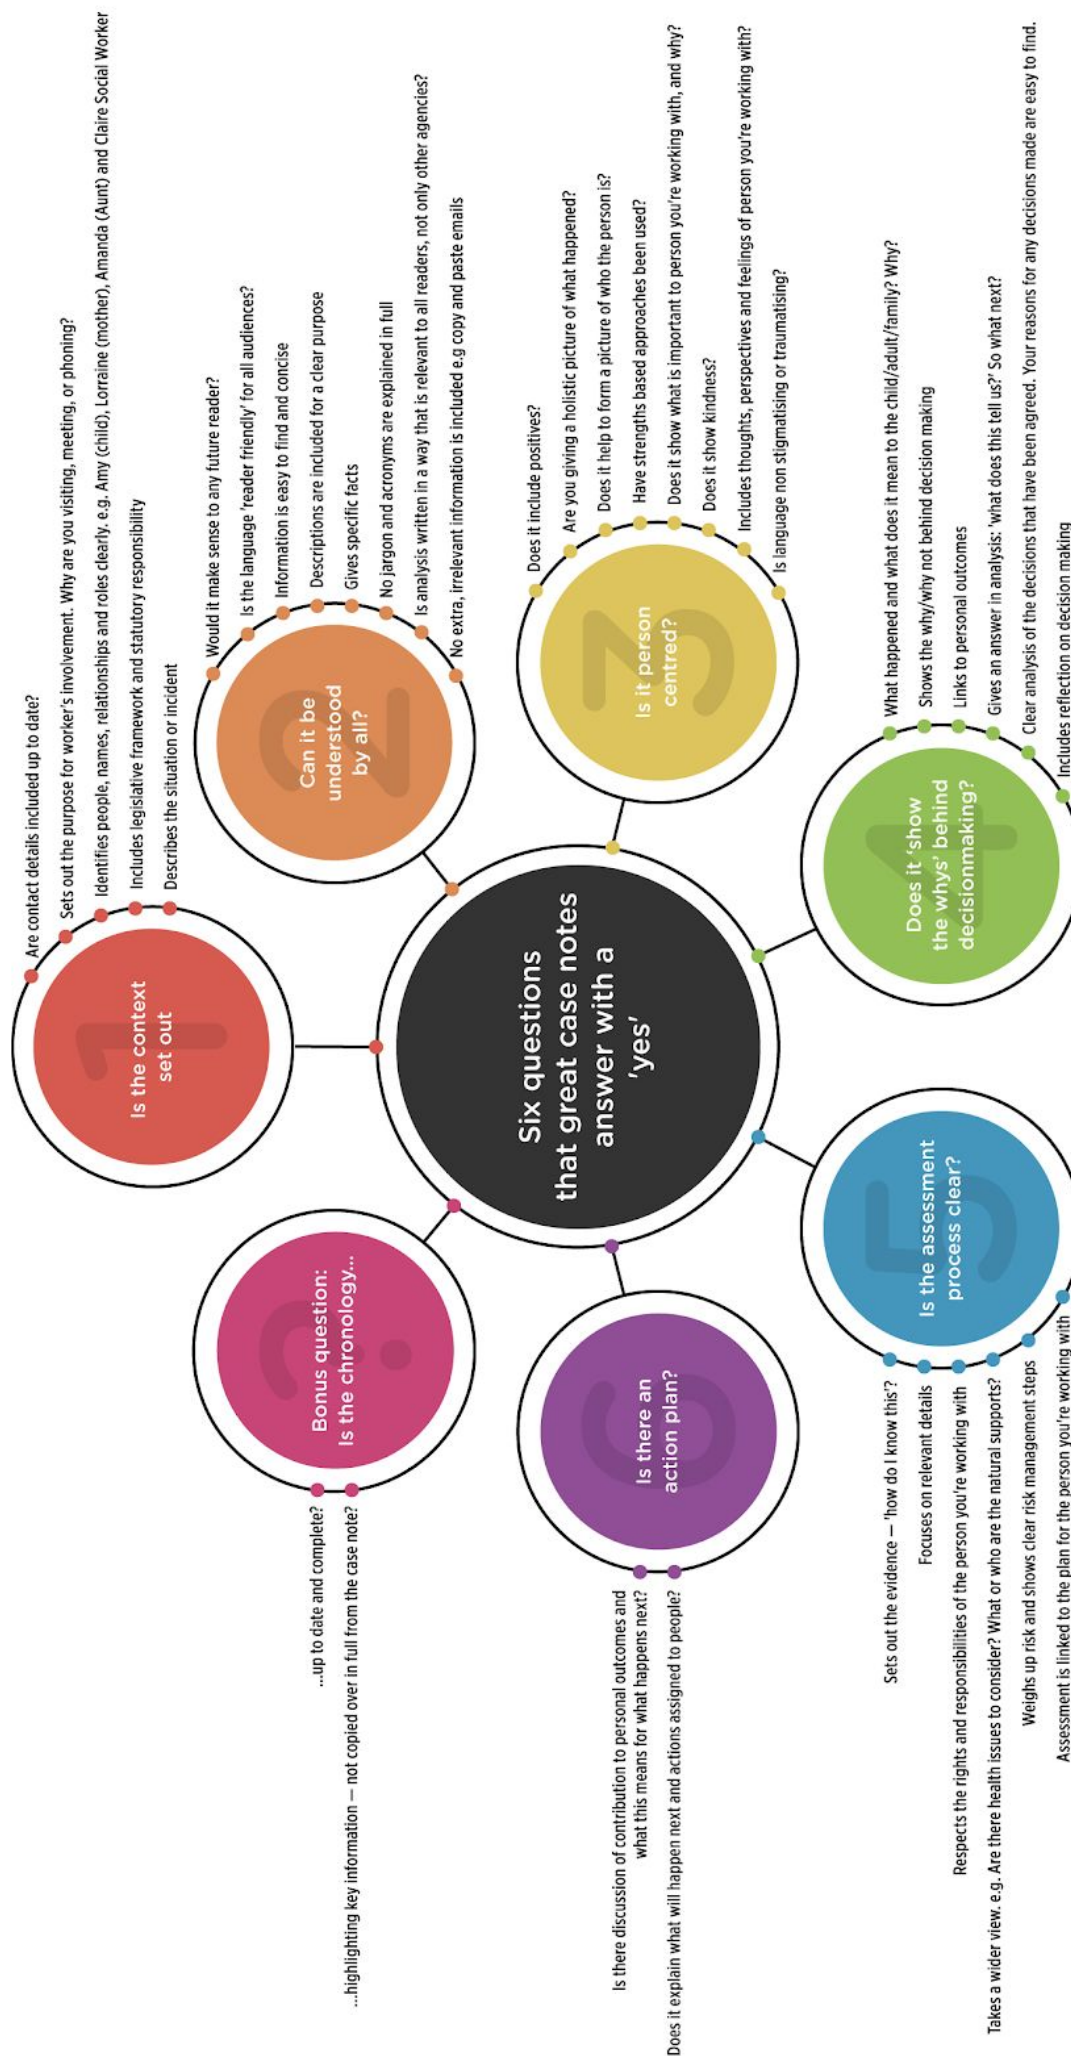 Six questions
that great case notes
answer with a
'yes'
1
Is the context
set out
Are contact details included up to date?
Sets out the purpose for worker's involvement. Why are you visiting, meeting, or phoning?
Identifies people, names, relationships and roles clearly. e.g. Amy (child), Lorraine (mother), Amanda (Aunt) and Claire Social Worker
Includes legislative framework and statutory responsibility
Describes the situation or incident
2
Can it be
understood
by all?
Would it make sense to any future reader?
Is the language 'reader friendly' for all audiences?
Information is easy to find and concise
Descriptions are included for a clear purpose
Gives specific facts
No jargon and acronyms are explained in full
Is analysis written in a way that is relevant to all readers, not only other agencies?
No extra, irrelevant information is included e.g copy and paste emails
3
Is it person
centred?
Does it include positives?
Are you giving a holistic picture of what happened?
Does it help to form a picture of who the person is?
Have strengths based approaches been used?
Does it show what is important to person you're working with, and why?
Does it show kindness?
Includes thoughts, perspectives and feelings of person you're working with?
Is language non stigmatising or traumatising?
4
Does it 'show
the whys' behind
decisionmaking?
What happened and what does it mean to the child/adult/family? Why?
Shows the why/why not behind decision making
Links to personal outcomes
Gives an answer in analysis: 'what does this tell us?' So what next?
Clear analysis of the decisions that have been agreed. Your reasons for any decisions made are easy to find.
Includes reflection on decision making
5
Is the assessment
process clear?
Sets out the evidence — 'how do I know this'?
Focuses on relevant details
Respects the rights and responsibilities of the person you're working with
Takes a wider view. e.g. Are there health issues to consider? What or who are the natural supports?
Weighs up risk and shows clear risk management steps
Assessment is linked to the plan for the person you're working with
6
Is there an
action plan?
Is there discussion of contribution to personal outcomes and
what this means for what happens next?
Does it explain what will happen next and actions assigned to people?
?
Bonus question:
Is the chronology...
...up to date and complete?
...highlighting key information — not copied over in full from the case note?